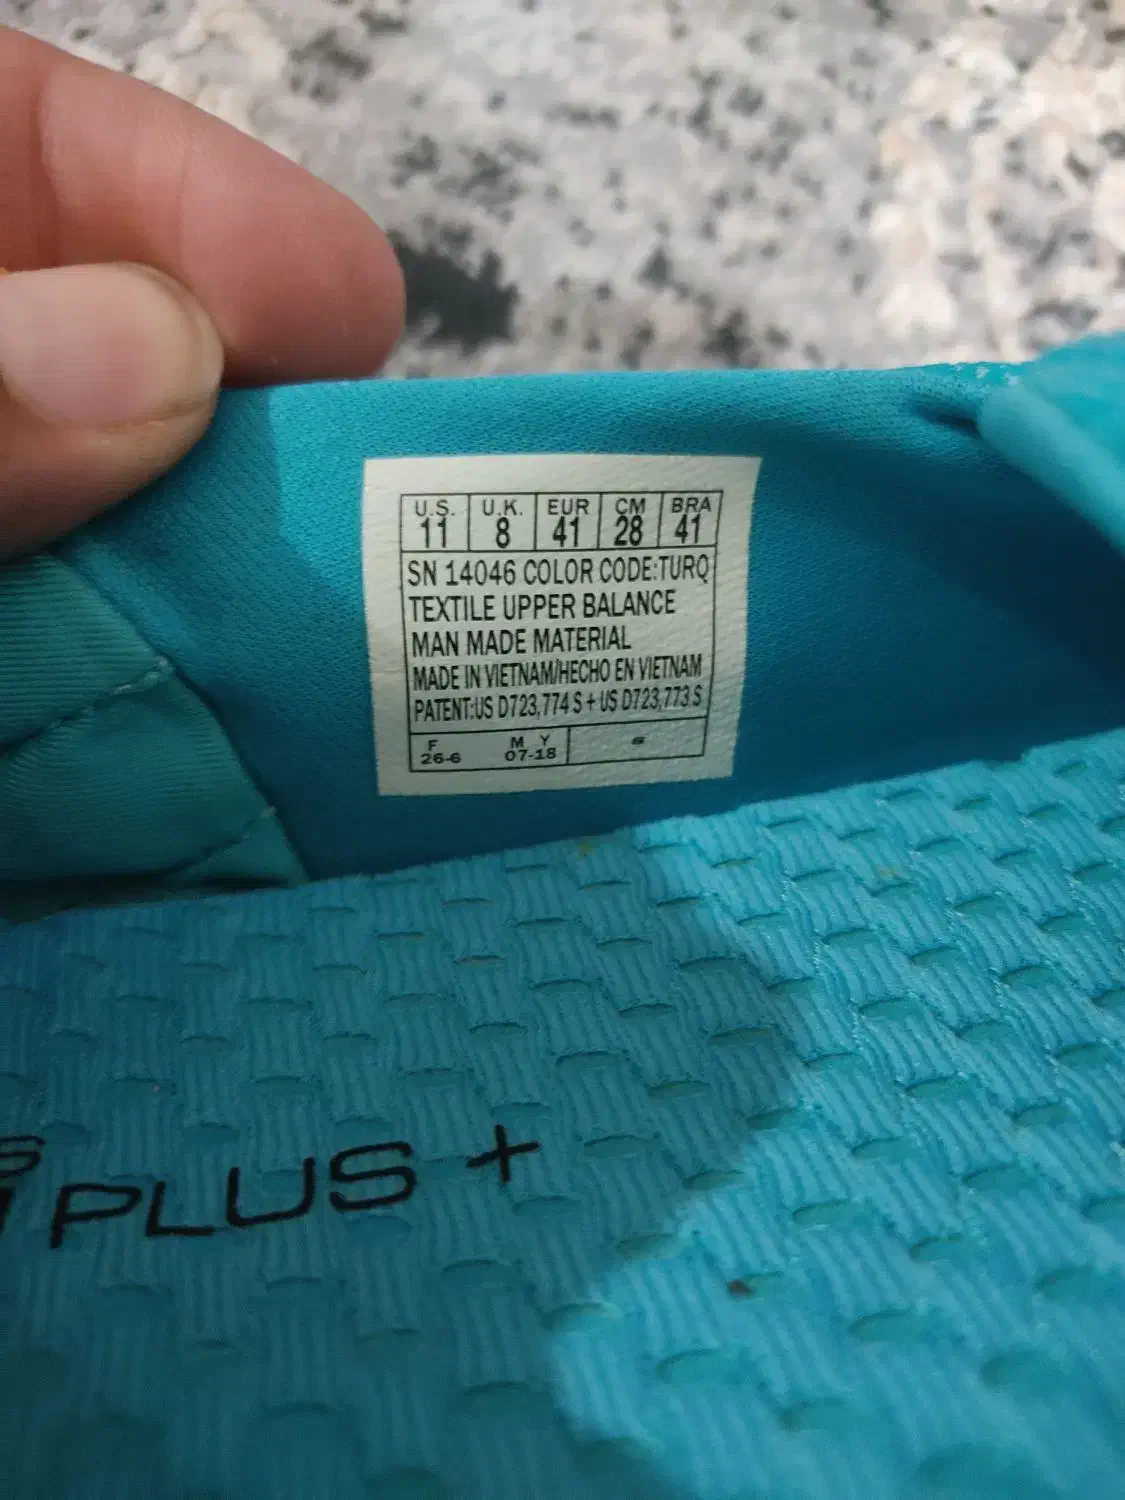 U.S. U.K. EUR CM BRA
11 8 41 28 41
SN 14046 COLOR CODE:TURQ
TEXTILE UPPER BALANCE
MAN MADE MATERIAL
MADE IN VIETNAM/HECHO EN VIETNAM
PATENT:US D723,774 S + US D723,773 S
F M Y
26-6 07-18
S
PLUS +